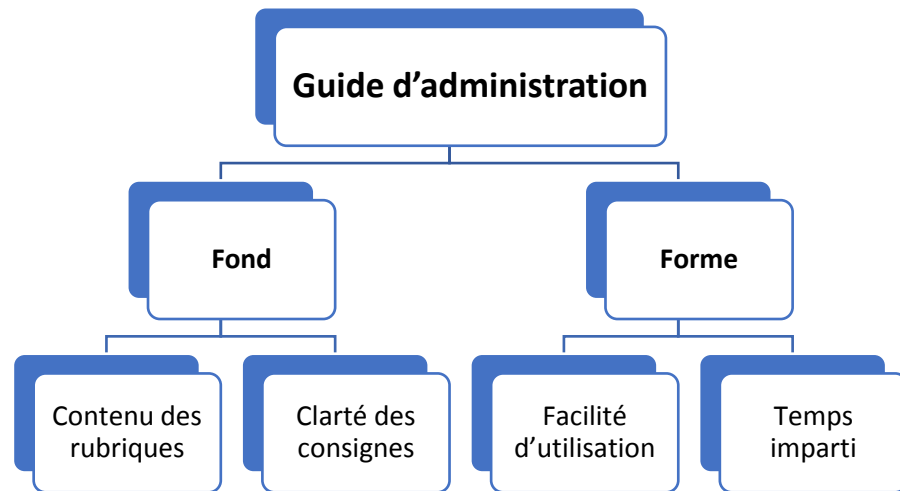 Guide d’administration
Fond
Forme
Contenu des
rubriques
Clarté des
consignes
Facilité
d’utilisation
Temps
imparti